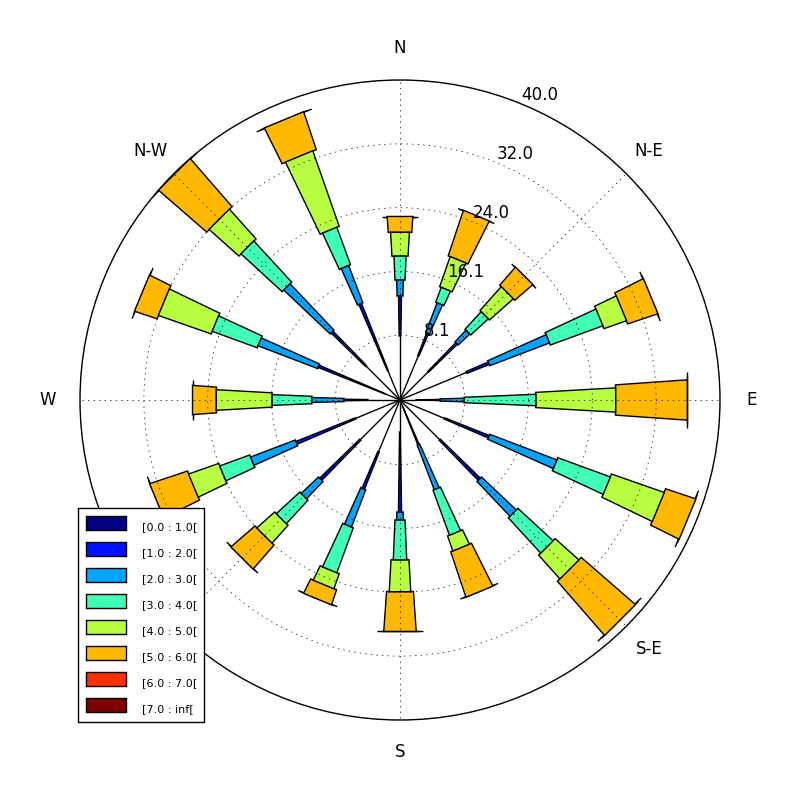 N
40.0
N-W
N-E
32.0
24.0
16.1
8.1
W
E
[0.0 : 1.0[
[1.0 : 2.0[
[2.0 : 3.0[
[3.0 : 4.0[
[4.0 : 5.0[
[5.0 : 6.0[
[6.0 : 7.0[
[7.0 : inf[
S-E
S